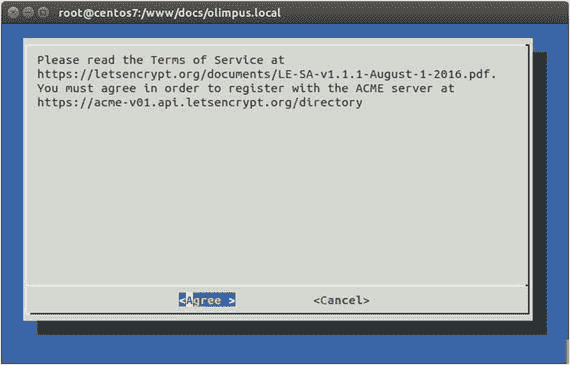 root@centos7:/www/docs/olimpus.local
Please read the Terms of Service at
https://letsencrypt.org/documents/LE-SA-v1.1.1-August-1-2016.pdf.
You must agree in order to register with the ACME server at
https://acme-v01.api.letsencrypt.org/directory
<Agree > <Cancel>